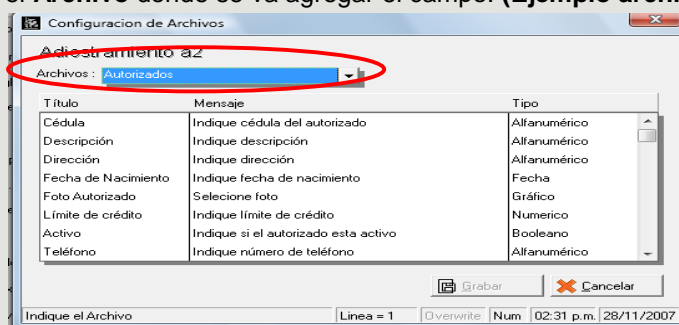 el Archivo donde se va agregar el campo. (Ejemplo archi
Configuracion de Archivos
Adiestramiento a2
Archivos : Autorizados
Título Mensaje Tipo
Cédula Indique cédula del autorizado Alfanumérico
Descripción Indique descripción Alfanumérico
Dirección Indique dirección Alfanumérico
Fecha de Nacimiento Indique fecha de nacimiento Fecha
Foto Autorizado Selecione foto Gráfico
Límite de crédito Indique límite de crédito Numerico
Activo Indique si el autorizado esta activo Booleano
Teléfono Indique número de teléfono Alfanumérico
Grabar Cancelar
Indique el Archivo Linea = 1 Overwrite Num 02:31 p.m. 28/11/2007